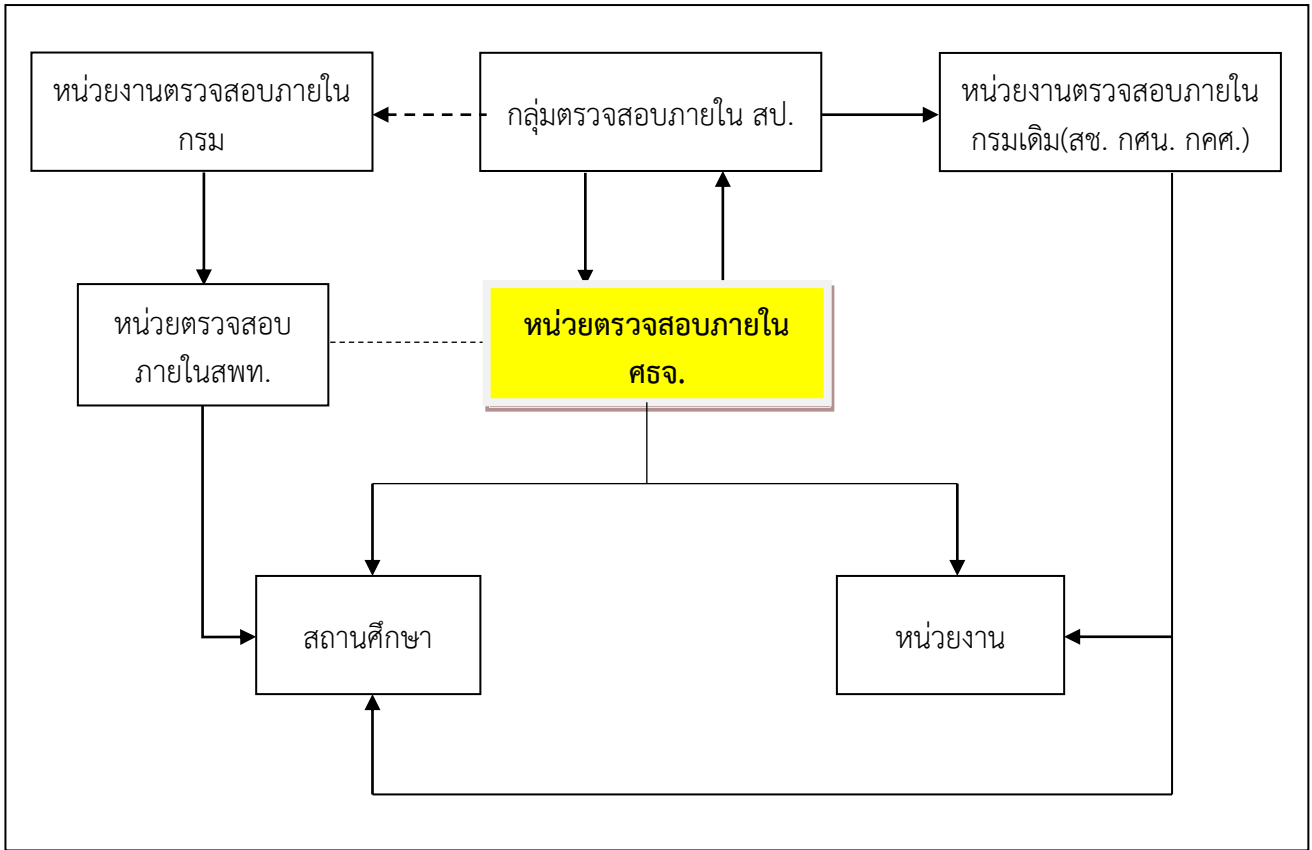 หน่วยงานตรวจสอบภายใน
กรม
กลุ่มตรวจสอบภายใน สป.
หน่วยงานตรวจสอบภายใน
กรมเดิม(สช. กศน. กคศ.)
หน่วยตรวจสอบ
ภายในสพท.
หน่วยตรวจสอบภายใน
ศธจ.
สถานศึกษา
หน่วยงาน